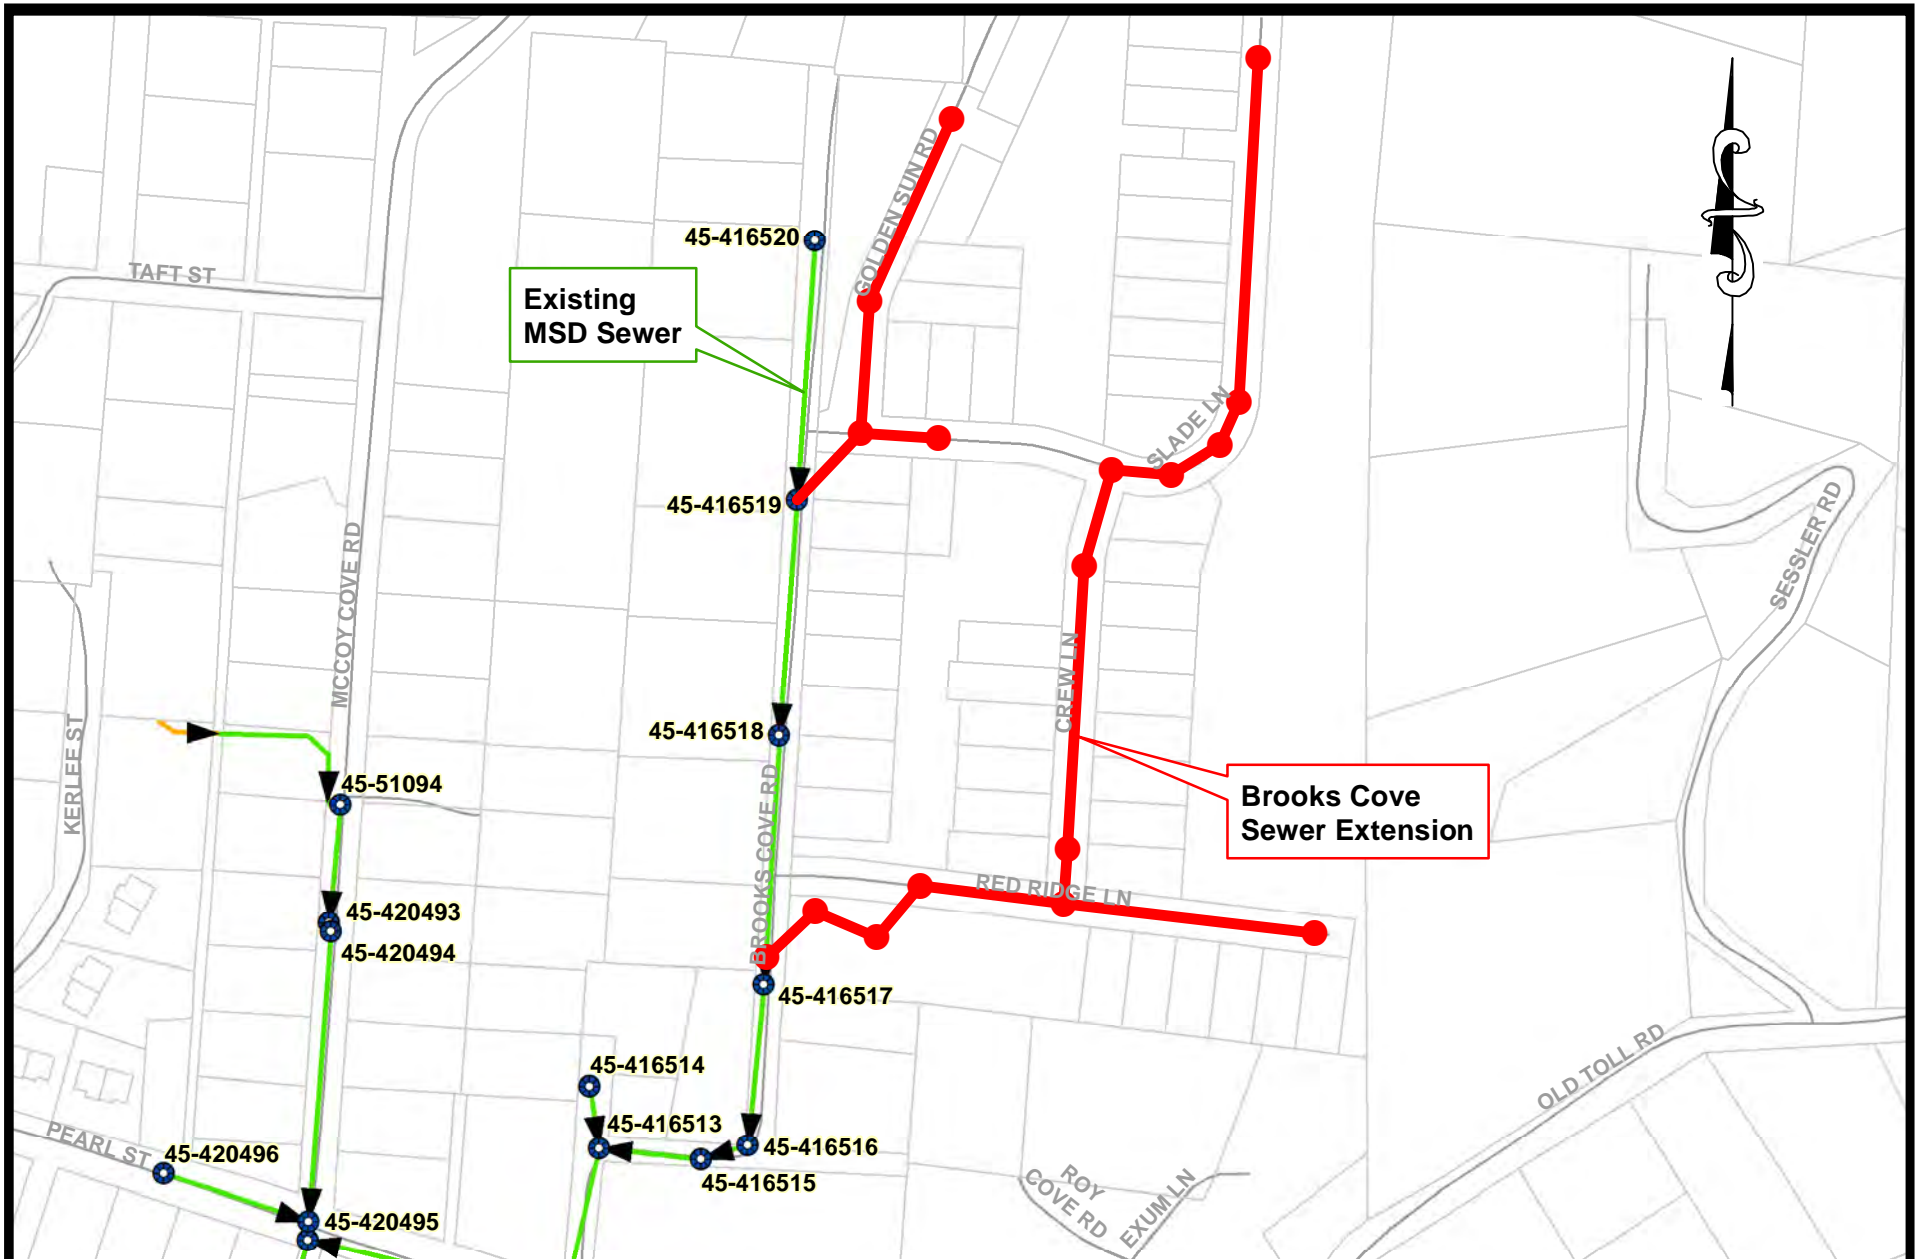 GOLDEN SUN RD
45-416520
TAFT ST
Existing
MSD Sewer
SLADE LN
45-416519
SESSLER RD
MCCOY COVE RD
CREW LN
45-416518
KERLEE ST
45-51094
BROOKS COVE RD
Brooks Cove
Sewer Extension
RED RIDGE LN
45-420493
45-420494
45-416517
45-416514
OLD TOLL RD
45-416513
PEARL ST
45-420496
45-416516
45-416515
ROY
COVE RD
EXUM LN
45-420495